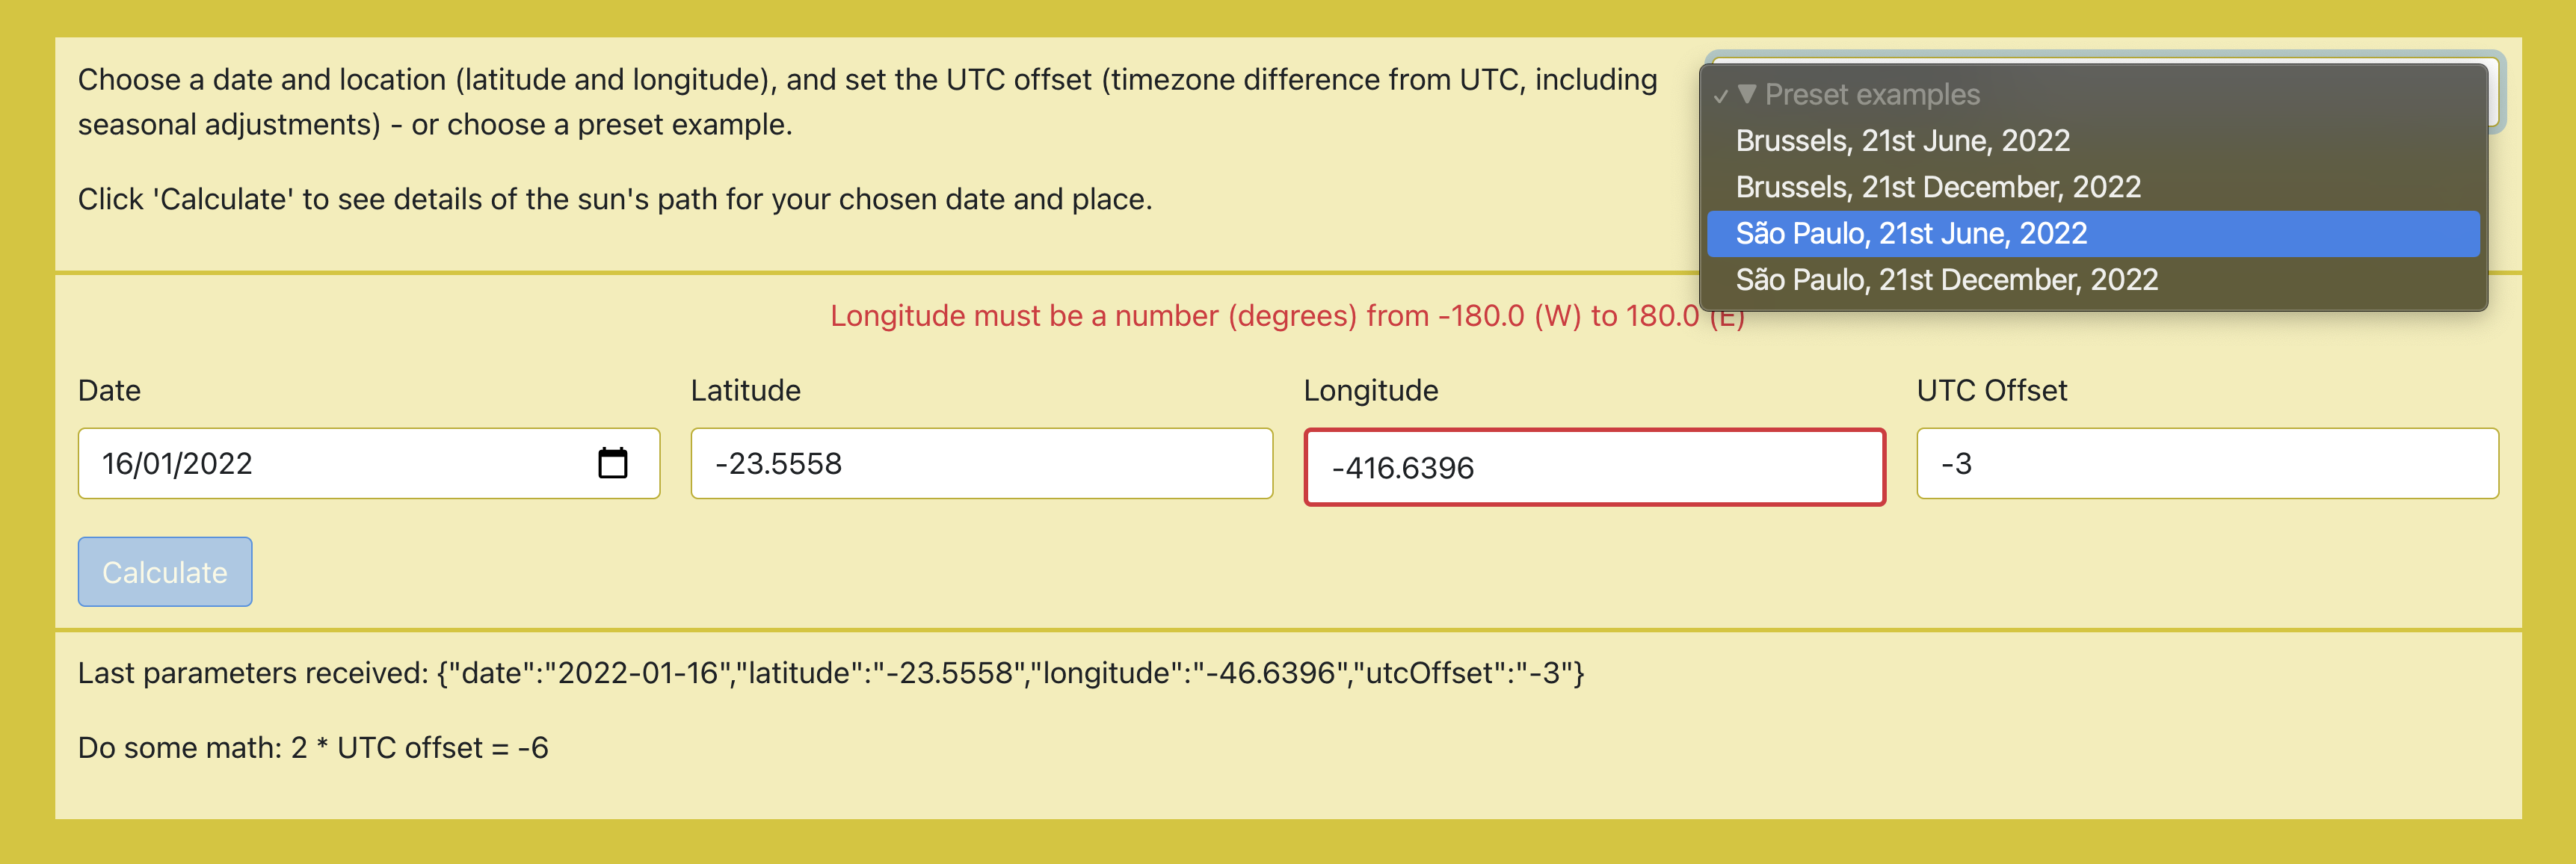 Choose a date and location (latitude and longitude), and set the UTC offset (timezone difference from UTC, including
seasonal adjustments) - or choose a preset example.
Click 'Calculate' to see details of the sun's path for your chosen date and place.
✓ ▼ Preset examples
Brussels, 21st June, 2022
Brussels, 21st December, 2022
São Paulo, 21st June, 2022
São Paulo, 21st December, 2022
Longitude must be a number (degrees) from -180.0 (W) to 180.0 (E)
Date
Latitude
Longitude
UTC Offset
16/01/2022
-23.5558
-416.6396
-3
Calculate
Last parameters received: {"date":"2022-01-16","latitude":"-23.5558","longitude":"-46.6396","utcOffset":"-3"}
Do some math: 2 * UTC offset = -6